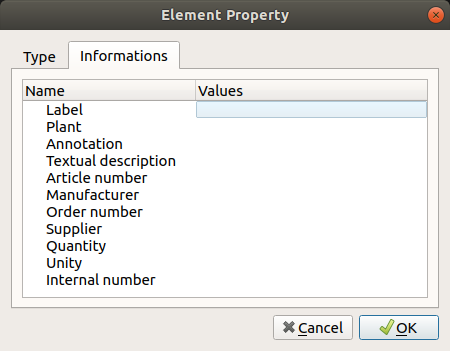 Element Property
Type Informations
Name Values
Label
Plant
Annotation
Textual description
Article number
Manufacturer
Order number
Supplier
Quantity
Unity
Internal number
Cancel OK